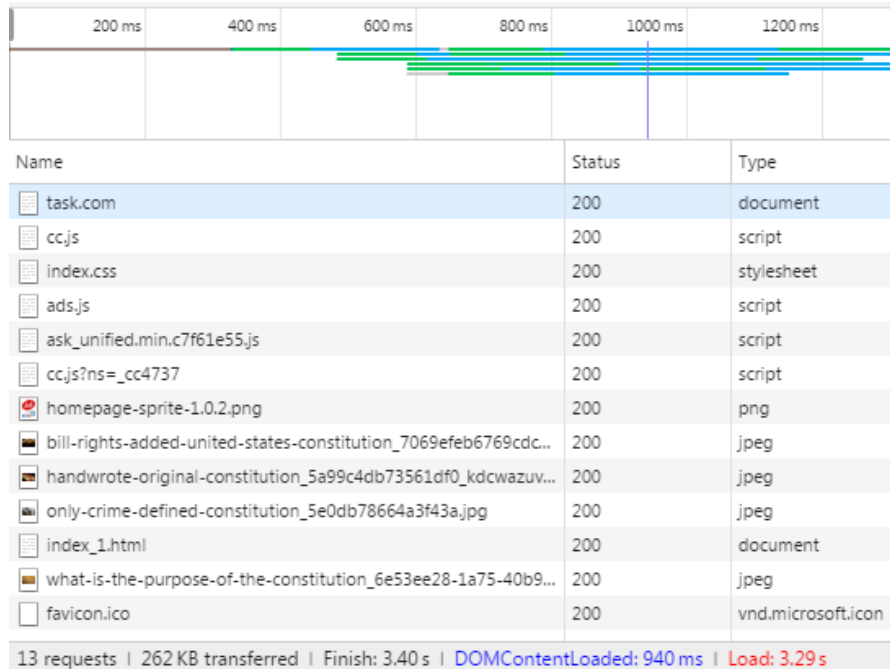 200 ms 400 ms 600 ms 800 ms 1000 ms 1200 ms
Name Status Type
task.com 200 document
cc.js 200 script
index.css 200 stylesheet
ads.js 200 script
ask_unified.min.c7f61e55.js 200 script
cc.js?ns=_cc4737 200 script
homepage-sprite-1.0.2.png 200 png
bill-rights-added-united-states-constitution_7069efeb6769cdc... 200 jpeg
handwrote-original-constitution_5a99c4db73561df0_kdcwazuv... 200 jpeg
only-crime-defined-constitution_5e0db78664a3f43a.jpg 200 jpeg
index_1.html 200 document
what-is-the-purpose-of-the-constitution_6e53ee28-1a75-40b9... 200 jpeg
favicon.ico 200 vnd.microsoft.icon
13 requests | 262 KB transferred | Finish: 3.40 s | DOMContentLoaded: 940 ms | Load: 3.29 s